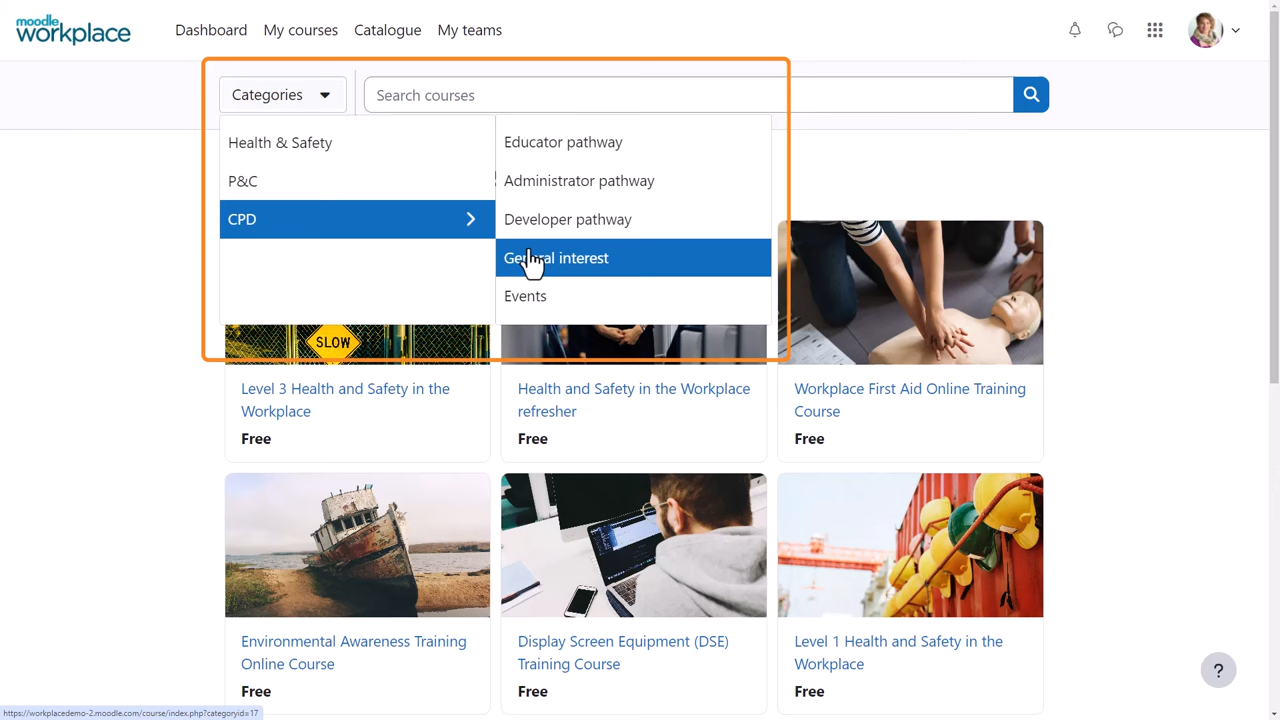 moodle
workplace
Dashboard
My courses
Catalogue
My teams
Categories
Search courses
Health & Safety
P&C
CPD
Educator pathway
Administrator pathway
Developer pathway
General interest
Events
SLOW
Level 3 Health and Safety in the
Workplace
Free
Health and Safety in the Workplace
refresher
Free
Workplace First Aid Online Training
Course
Free
Environmental Awareness Training
Online Course
Free
Display Screen Equipment (DSE)
Training Course
Free
Level 1 Health and Safety in the
Workplace
Free
?
https://workplacedemo-2.moodle.com/course/index.php?categoryid=17